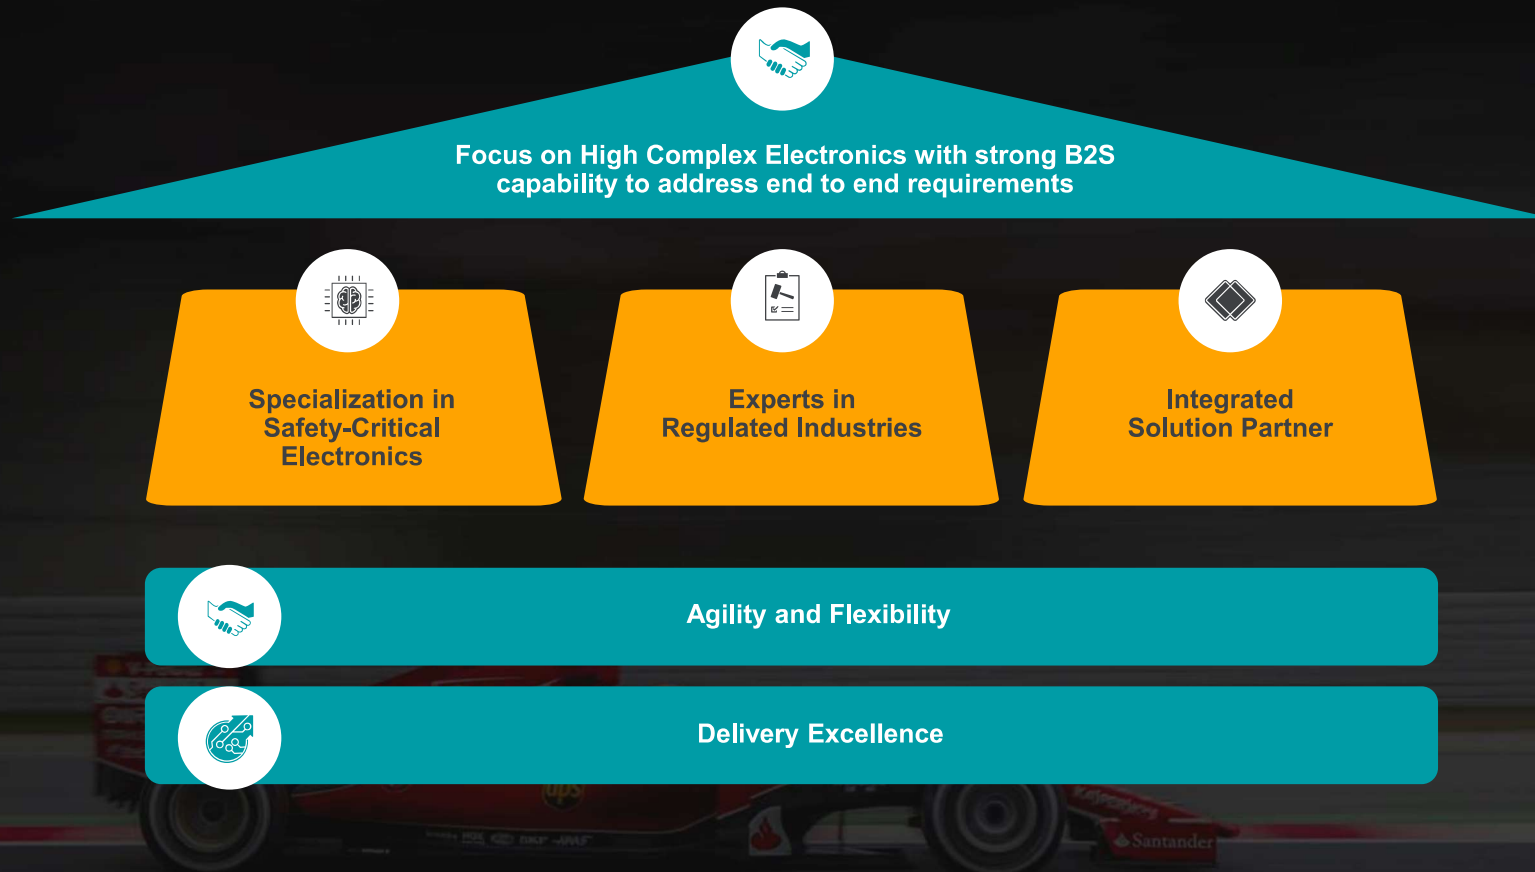 Focus on High Complex Electronics with strong B2S
capability to address end to end requirements
Specialization in
Safety-Critical
Electronics
Experts in
Regulated Industries
Integrated
Solution Partner
Agility and Flexibility
Delivery Excellence
ups
Santander